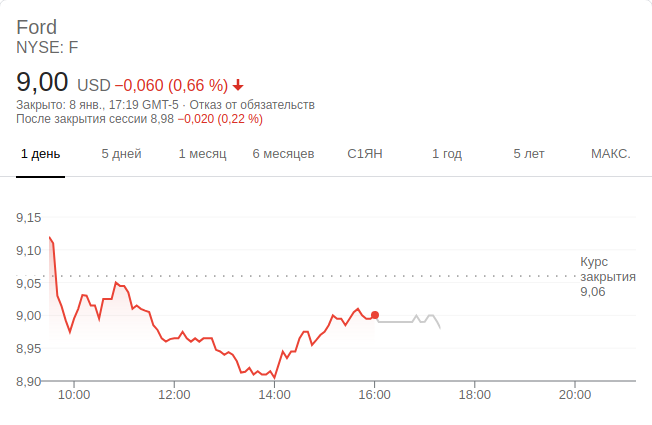 Ford
NYSE: F
9,00 USD −0,060 (0,66 %)
Закрыто: 8 янв., 17:19 GMT-5 · Отказ от обязательств
После закрытия сессии 8,98 −0,020 (0,22 %)
1 день 5 дней 1 месяц 6 месяцев С1ЯН 1 год 5 лет МАКС.
9,15
9,10
Курс
закрытия
9,06
9,05
9,00
8,95
8,90
10:00 12:00 14:00 16:00 18:00 20:00